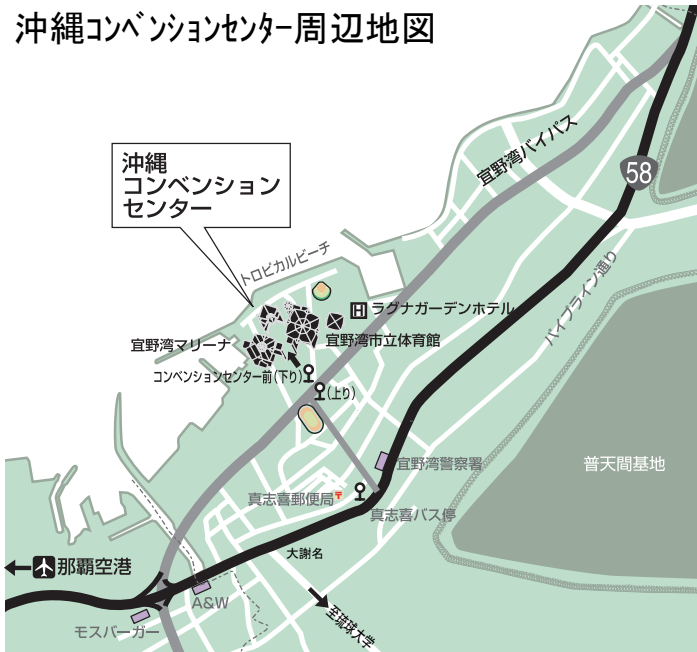 沖縄コンベンションセンター周辺地図
宜野湾バイパス
58
沖縄
コンベンション
センター
トロピカルビーチ
パイプライン通り
H ラグナガーデンホテル
宜野湾マリーナ
宜野湾市立体育館
コンベンションセンター前(下り)
(上り)
宜野湾警察署
普天間基地
真志喜郵便局〒
真志喜バス停
大謝名
那覇空港
A&W
モスバーガー
至琉球大学